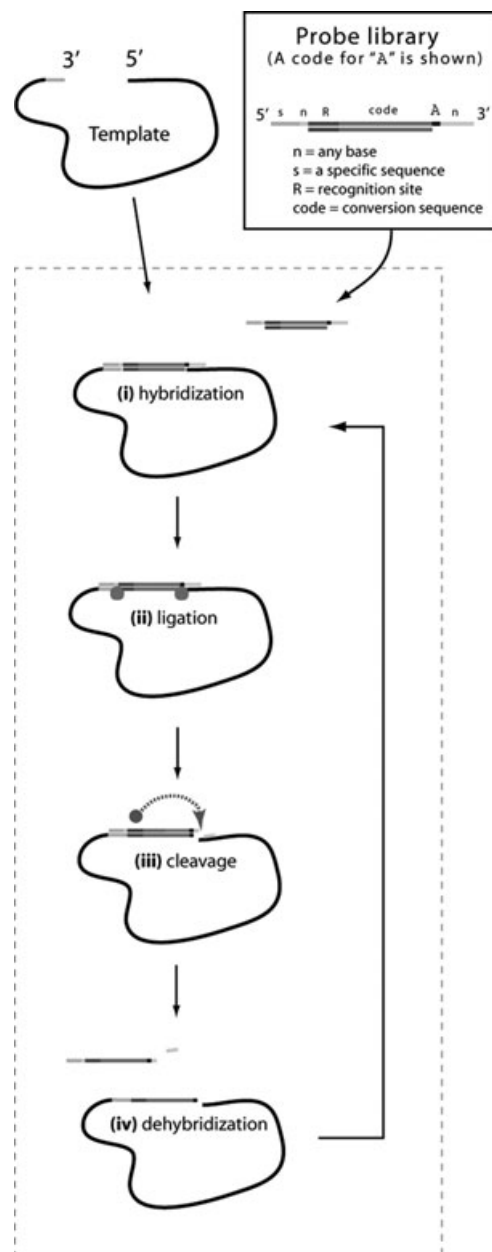 3’ 5’
Template
Probe library
(A code for “A” is shown)
5’ s n R code A n 3’
n = any base
s = a specific sequence
R = recognition site
code = conversion sequence
(i) hybridization
(ii) ligation
(iii) cleavage
(iv) dehybridization